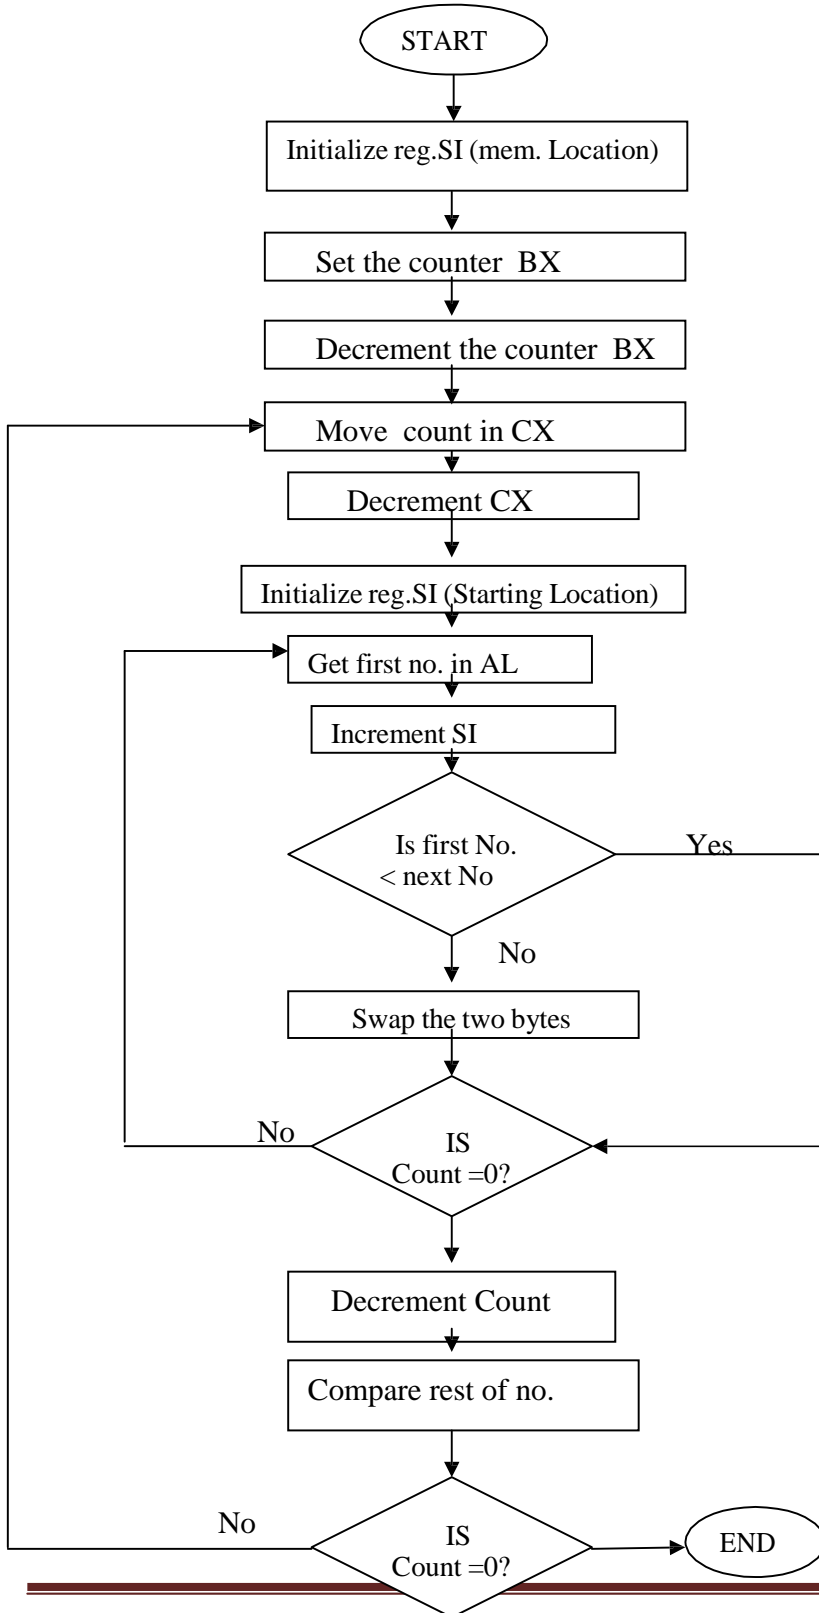 START
Initialize reg.SI (mem. Location)
Set the counter BX
Decrement the counter BX
Move count in CX
Decrement CX
Initialize reg.SI (Starting Location)
Get first no. in AL
Increment SI
Is first No.
< next No
Yes
No
Swap the two bytes
No
IS
Count =0?
Decrement Count
Compare rest of no.
No
IS
Count =0?
END